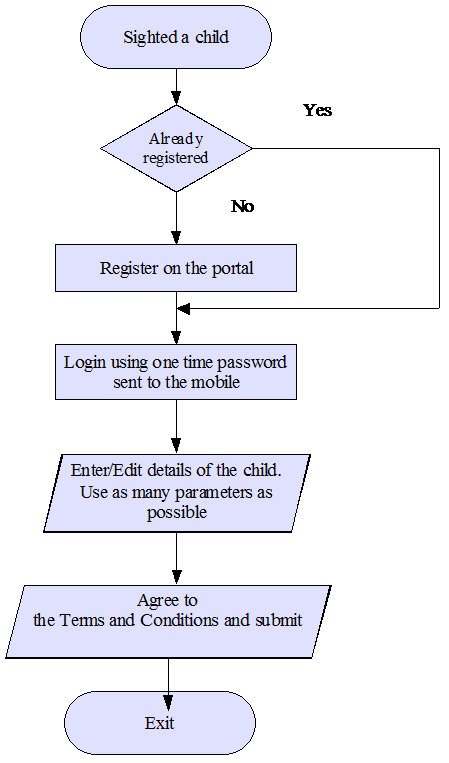 Sighted a child
Yes
Already
registered
No
Register on the portal
Login using one time password
sent to the mobile
Enter/Edit details of the child.
Use as many parameters as
possible
Agree to
the Terms and Conditions and submit
Exit